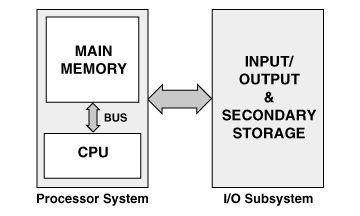 MAIN
MEMORY
BUS
CPU
Processor System
INPUT/
OUTPUT
&
SECONDARY
STORAGE
I/O Subsystem